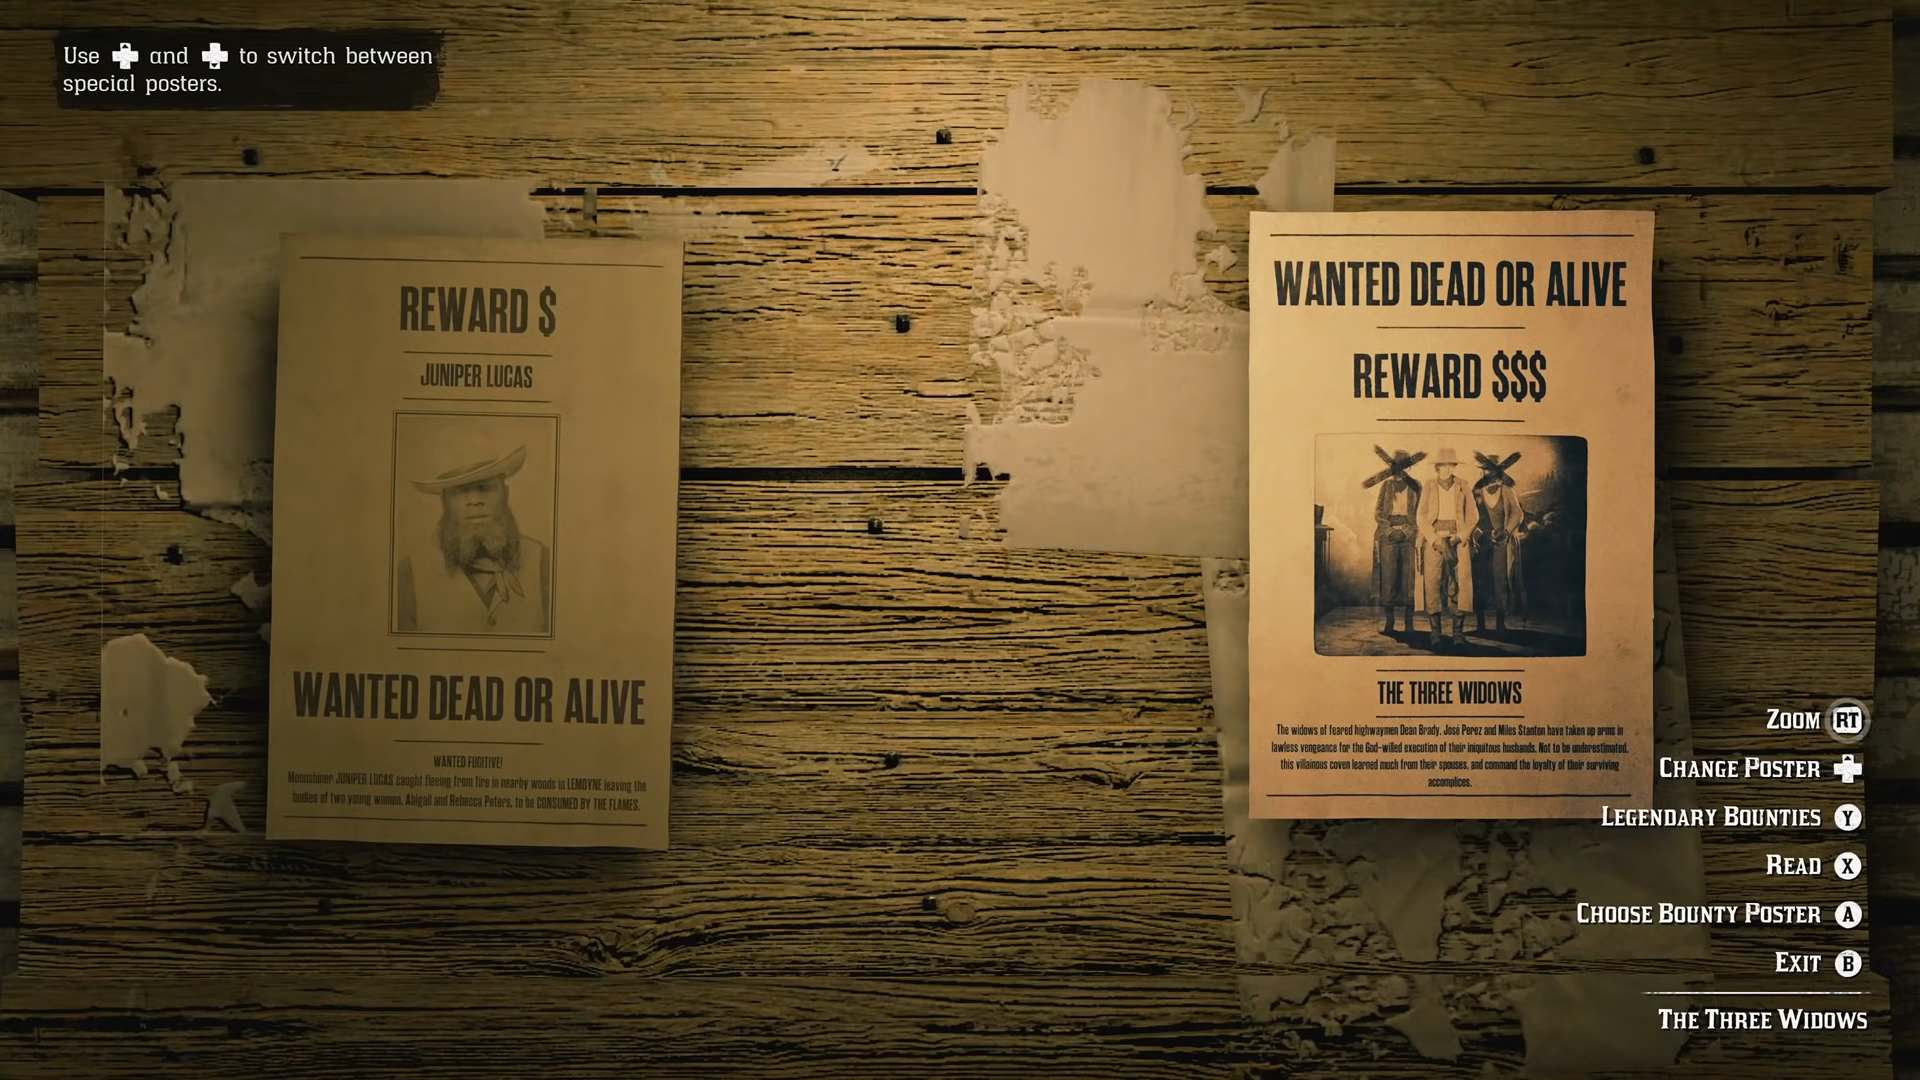 Use and to switch between
special posters.
REWARD $
JUNIPER LUCAS
WANTED DEAD OR ALIVE
WANTED FUGITIVE!
Moonshiner JUNIPER LUCAS caught fleeing from fire in nearby woods in LEMOYNE leaving the
bodies of two young women, Abigail and Rebecca Peters, to be CONSUMED BY THE FLAMES.
WANTED DEAD OR ALIVE
REWARD $$$
THE THREE WIDOWS
The widows of feared highwaymen Dean Brady, José Perez and Miles Stanton have taken up arms in
lawless vengeance for the God-willed execution of their iniquitous husbands. Not to be underestimated,
this villainous coven learned much from their spouses, and command the loyalty of their surviving
accomplices.
ZOOM RT
CHANGE POSTER
LEGENDARY BOUNTIES Y
READ X
CHOOSE BOUNTY POSTER A
EXIT B
THE THREE WIDOWS